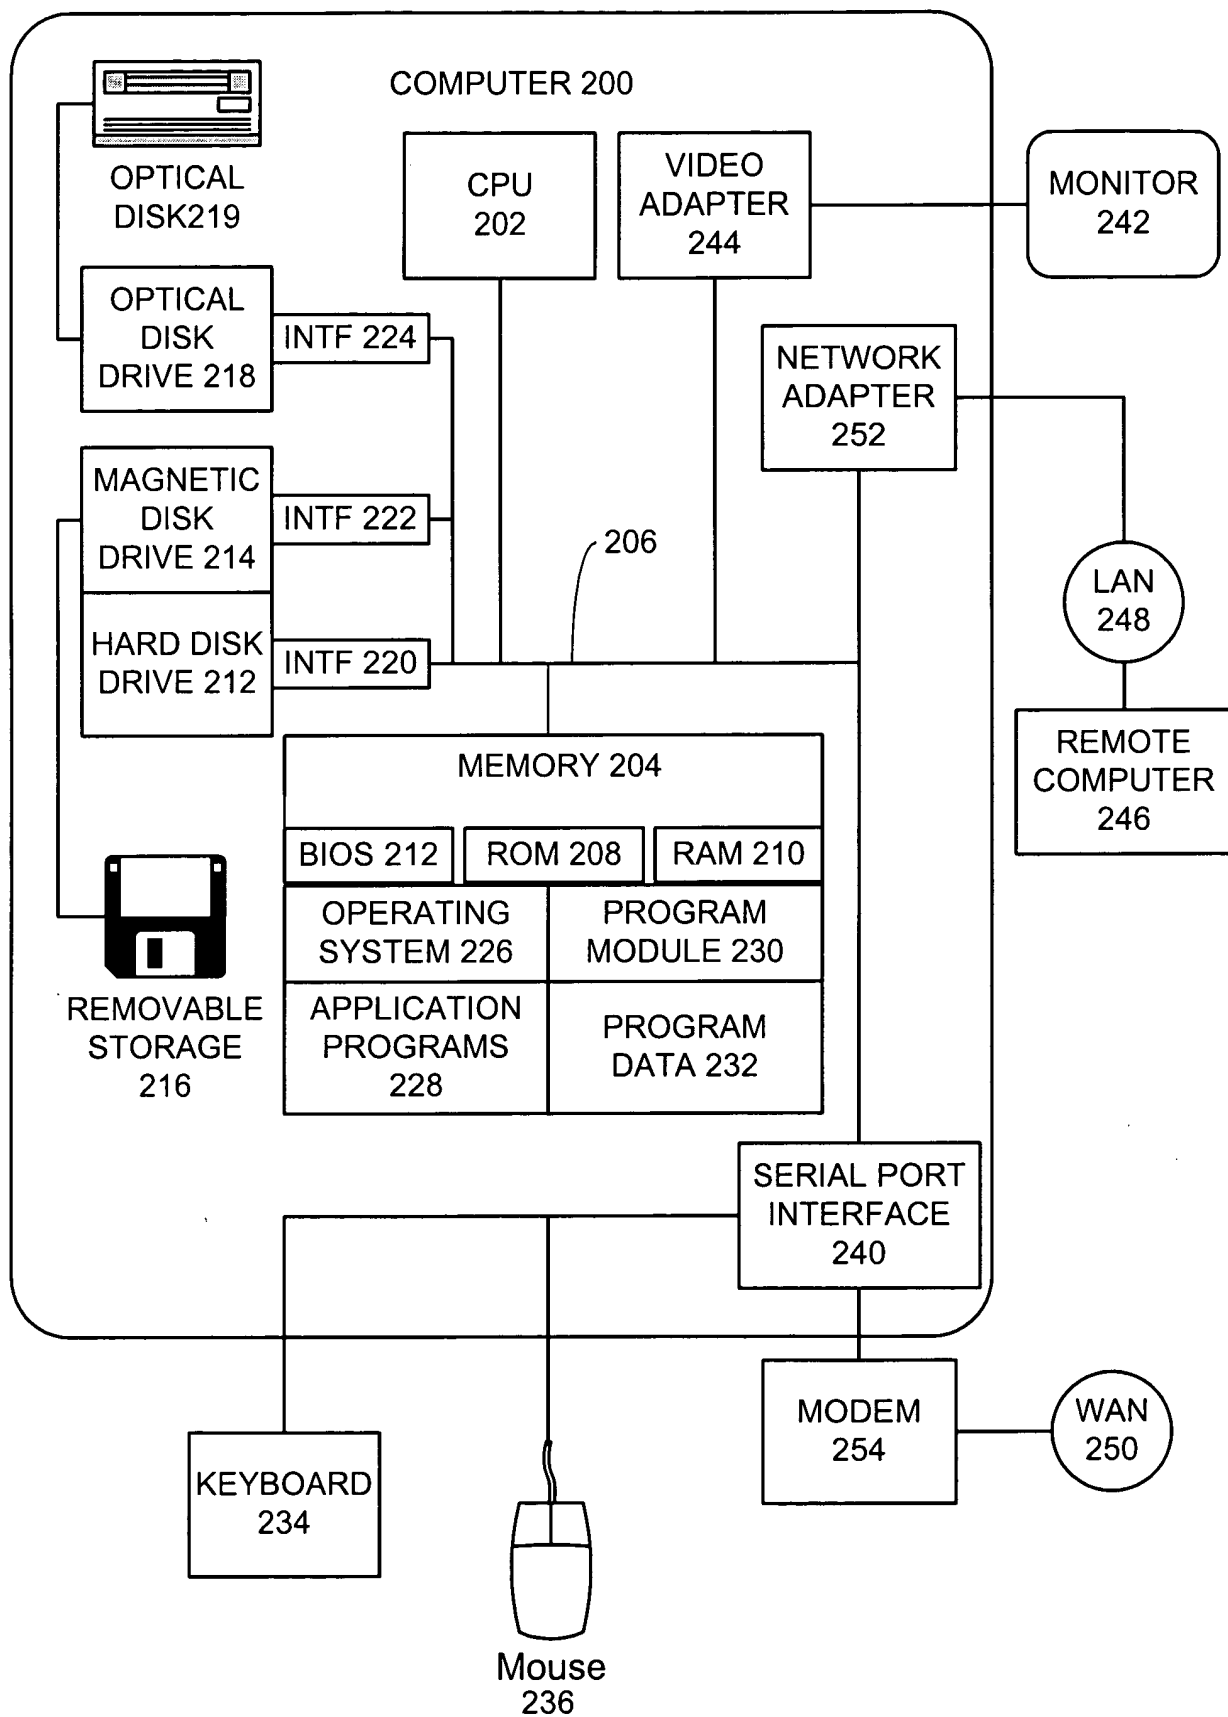 COMPUTER 200
OPTICAL
DISK219
CPU
202
VIDEO
ADAPTER
244
MONITOR
242
OPTICAL
DISK
DRIVE 218
INTF 224
NETWORK
ADAPTER
252
MAGNETIC
DISK
DRIVE 214
INTF 222
206
LAN
248
HARD DISK
DRIVE 212
INTF 220
REMOTE
COMPUTER
246
MEMORY 204
BIOS 212
ROM 208
RAM 210
OPERATING
SYSTEM 226
PROGRAM
MODULE 230
REMOVABLE
STORAGE
216
APPLICATION
PROGRAMS
228
PROGRAM
DATA 232
SERIAL PORT
INTERFACE
240
MODEM
254
WAN
250
KEYBOARD
234
Mouse
236